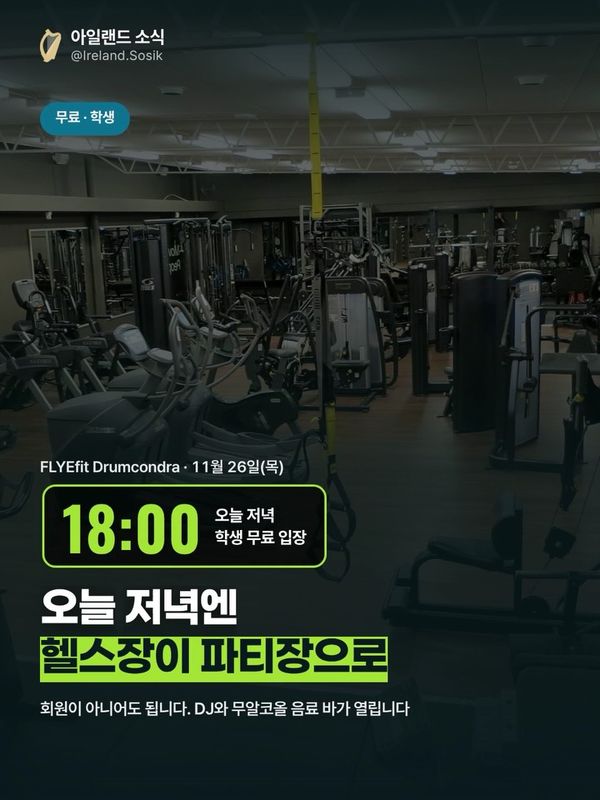 아일랜드 소식
@Ireland.Sosik
무료 · 학생
FLYEfit Drumcondra · 11월 26일(목)
18:00
오늘 저녁
학생 무료 입장
오늘 저녁엔
헬스장이 파티장으로
회원이 아니어도 됩니다. DJ와 무알코올 음료 바가 열립니다